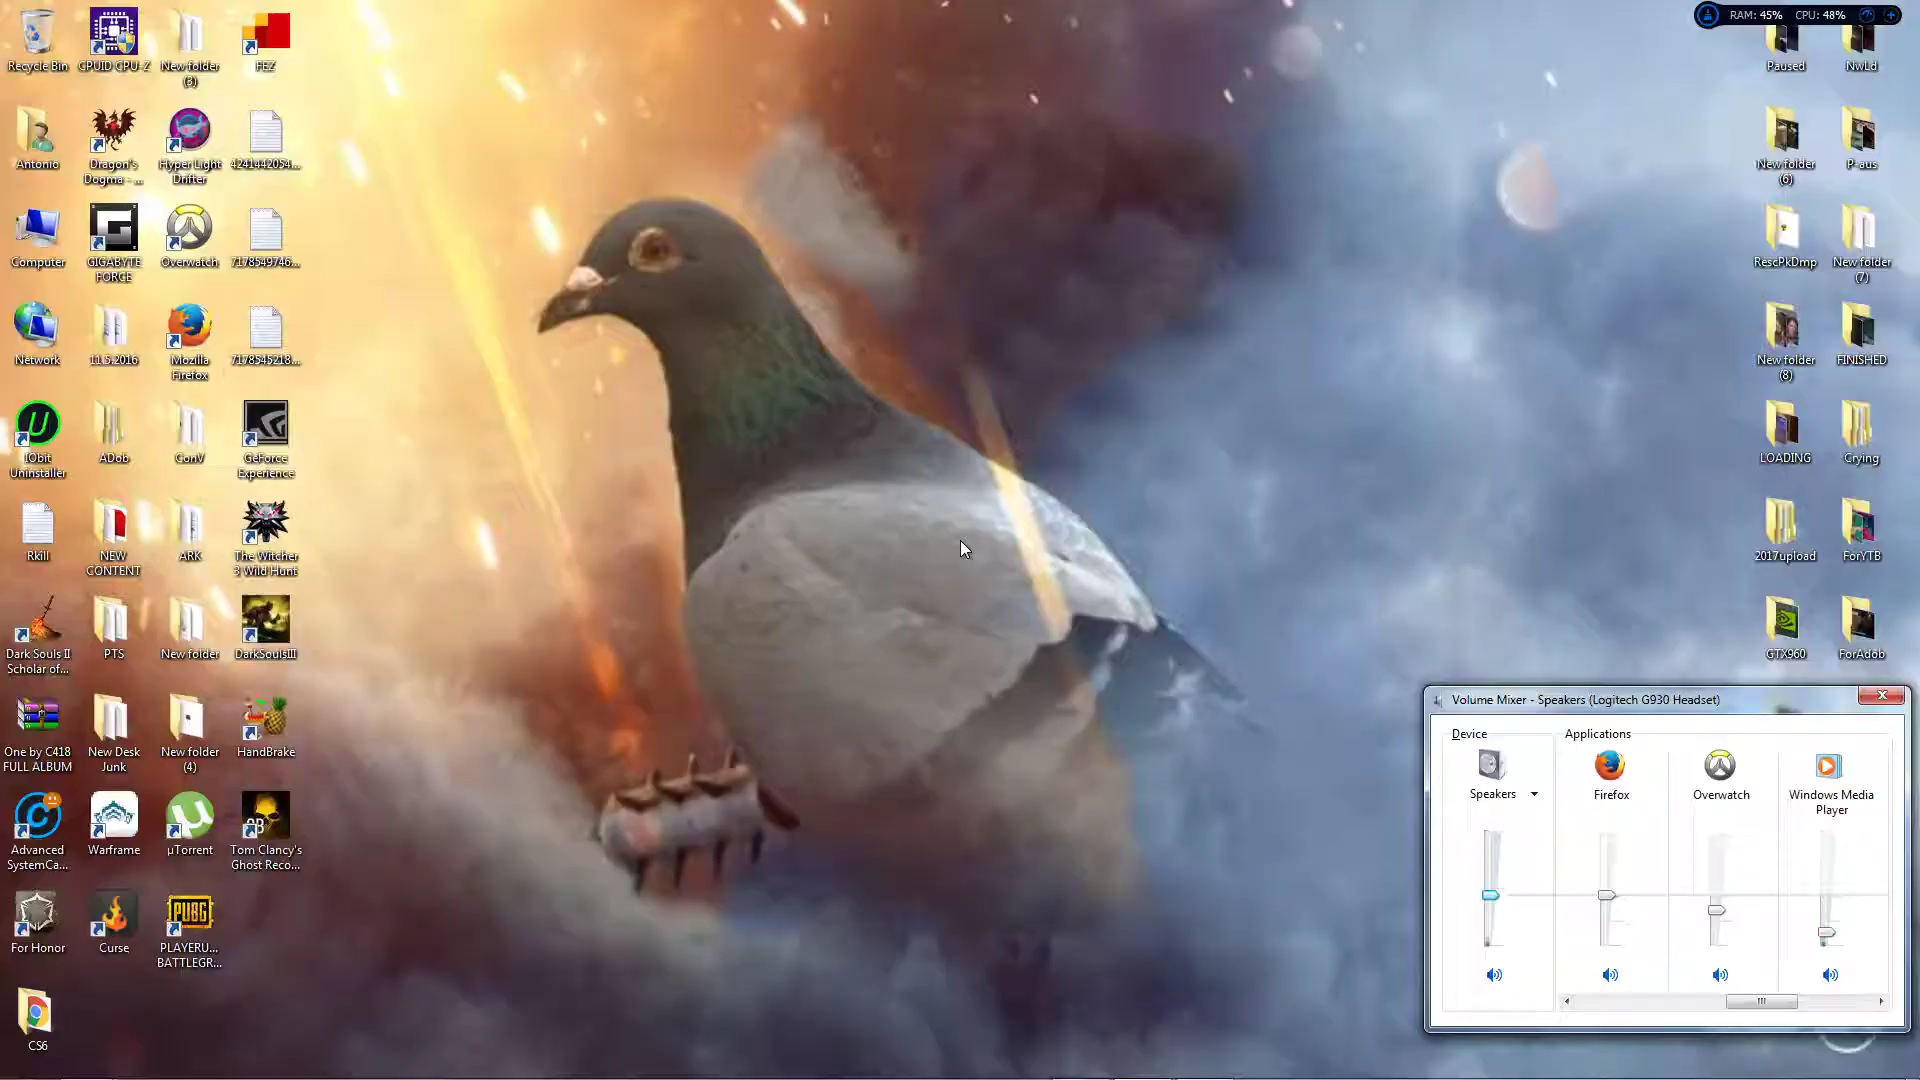 RAM: 45% CPU: 48%
Recycle Bin
CPUID CPU-Z
New folder
(3)
FEZ
Paused
NwLd
Antonio
Dragon's
Dogma - ...
Hyper Light
Drifter
4241442054...
New folder
(6)
P-aus
Computer
GIGABYTE
FORCE
Overwatch
7178549746...
RescPkDmp
New folder
(7)
Network
11.5.2016
Mozilla
Firefox
7178545218...
New folder
(8)
FINISHED
IObit
Uninstaller
ADob
ConV
GeForce
Experience
LOADING
Crying
Rkill
NEW
CONTENT
ARK
The Witcher
3 Wild Hunt
2017upload
ForYTB
Dark Souls II
Scholar of...
PTS
New folder
DarkSoulsIII
GTX960
ForAdob
One by C418
FULL ALBUM
New Desk
Junk
New folder
(4)
HandBrake
Advanced
SystemCa...
Warframe
µTorrent
Tom Clancy's
Ghost Reco...
For Honor
Curse
PUBG
PLAYERU...
BATTLEGR...
CS6
Volume Mixer - Speakers (Logitech G930 Headset)
Device
Applications
Speakers
Firefox
Overwatch
Windows Media
Player